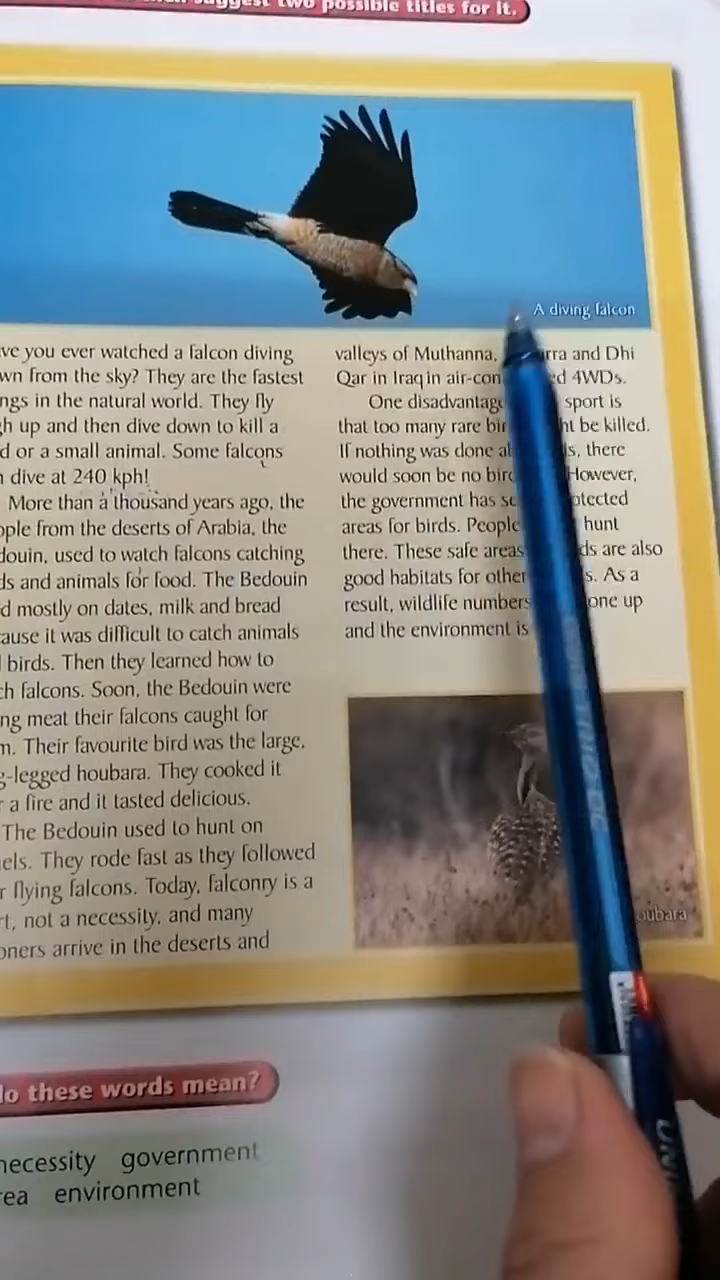 suggest two possible titles for it.
A diving falcon
ve you ever watched a falcon diving
wn from the sky? They are the fastest
ngs in the natural world. They fly
h up and then dive down to kill a
d or a small animal. Some falcons
n dive at 240 kph!
More than a thousand years ago, the
ople from the deserts of Arabia, the
douin, used to watch falcons catching
ds and animals for food. The Bedouin
d mostly on dates, milk and bread
ause it was difficult to catch animals
birds. Then they learned how to
ch falcons. Soon, the Bedouin were
ng meat their falcons caught for
m. Their favourite bird was the large,
g-legged houbara. They cooked it
r a fire and it tasted delicious.
The Bedouin used to hunt on
els. They rode fast as they followed
r flying falcons. Today, falconry is a
rt, not a necessity, and many
oners arrive in the deserts and
valleys of Muthanna, rra and Dhi
Qar in Iraq in air-con ed 4WDs.
One disadvantage sport is
that too many rare bir ht be killed.
If nothing was done a s, there
would soon be no bird However,
the government has se otected
areas for birds. People hunt
there. These safe areas ds are also
good habitats for other s. As a
result, wildlife numbers one up
and the environment is
oubara
do these words mean?
necessity government
rea environment